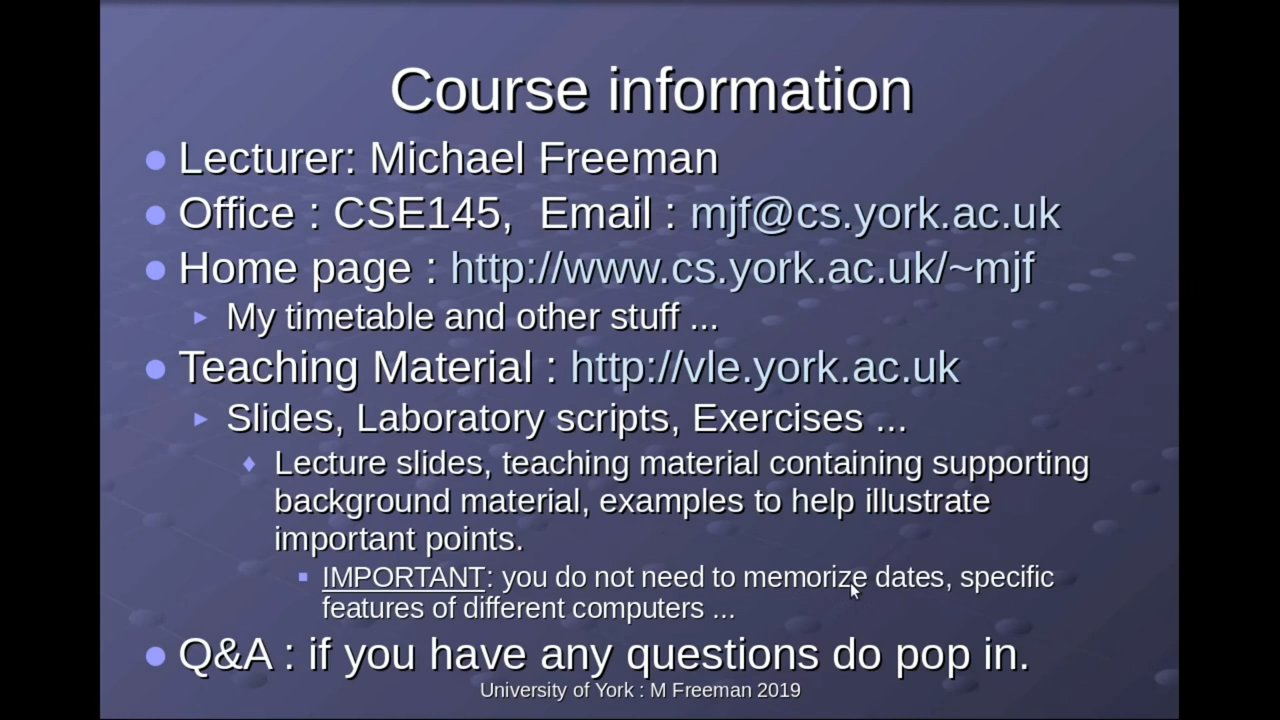 Course information
Lecturer: Michael Freeman
Office : CSE145, Email : mjf@cs.york.ac.uk
Home page : http://www.cs.york.ac.uk/~mjf
My timetable and other stuff ...
Teaching Material : http://vle.york.ac.uk
Slides, Laboratory scripts, Exercises ...
Lecture slides, teaching material containing supporting
background material, examples to help illustrate
important points.
IMPORTANT: you do not need to memorize dates, specific
features of different computers ...
Q&A : if you have any questions do pop in.
University of York : M Freeman 2019